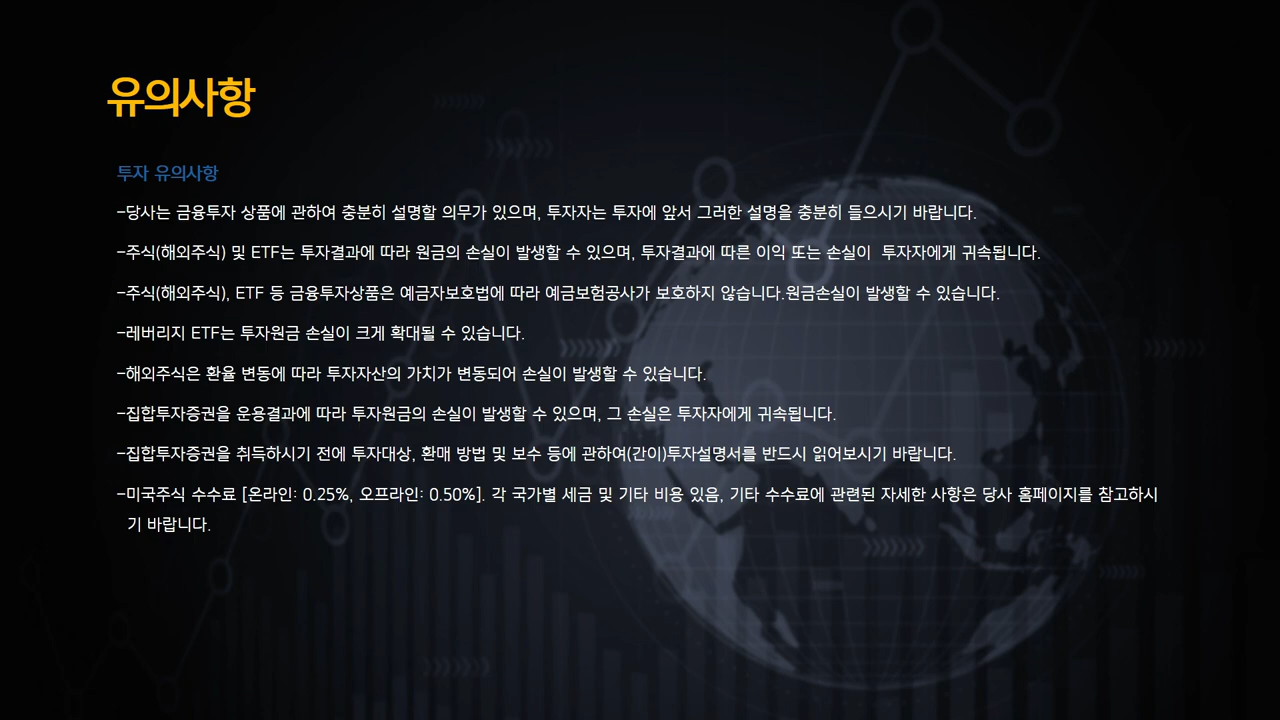 유의사항
투자 유의사항
-당사는 금융투자 상품에 관하여 충분히 설명할 의무가 있으며, 투자자는 투자에 앞서 그러한 설명을 충분히 들으시기 바랍니다.
-주식(해외주식) 및 ETF는 투자결과에 따라 원금의 손실이 발생할 수 있으며, 투자결과에 따른 이익 또는 손실이  투자자에게 귀속됩니다.
-주식(해외주식), ETF 등 금융투자상품은 예금자보호법에 따라 예금보험공사가 보호하지 않습니다.원금손실이 발생할 수 있습니다.
-레버리지 ETF는 투자원금 손실이 크게 확대될 수 있습니다.
-해외주식은 환율 변동에 따라 투자자산의 가치가 변동되어 손실이 발생할 수 있습니다.
-집합투자증권을 운용결과에 따라 투자원금의 손실이 발생할 수 있으며, 그 손실은 투자자에게 귀속됩니다.
-집합투자증권을 취득하시기 전에 투자대상, 환매 방법 및 보수 등에 관하여(간이)투자설명서를 반드시 읽어보시기 바랍니다.
-미국주식 수수료 [온라인: 0.25%, 오프라인: 0.50%]. 각 국가별 세금 및 기타 비용 있음, 기타 수수료에 관련된 자세한 사항은 당사 홈페이지를 참고하시
기 바랍니다.